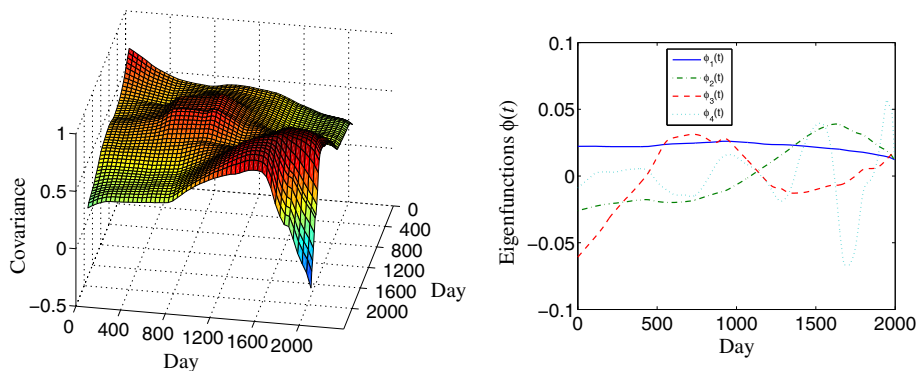 Covariance
1
0.5
0
−0.5
0
400
800
1200
1600
2000
Day
0
400
800
1200
1600
2000
Day
Eigenfunctions ϕ(t)
0.1
0.05
0
−0.05
−0.1
0
500
1000
1500
2000
Day
ϕ₁(t)
ϕ₂(t)
ϕ₃(t)
ϕ₄(t)